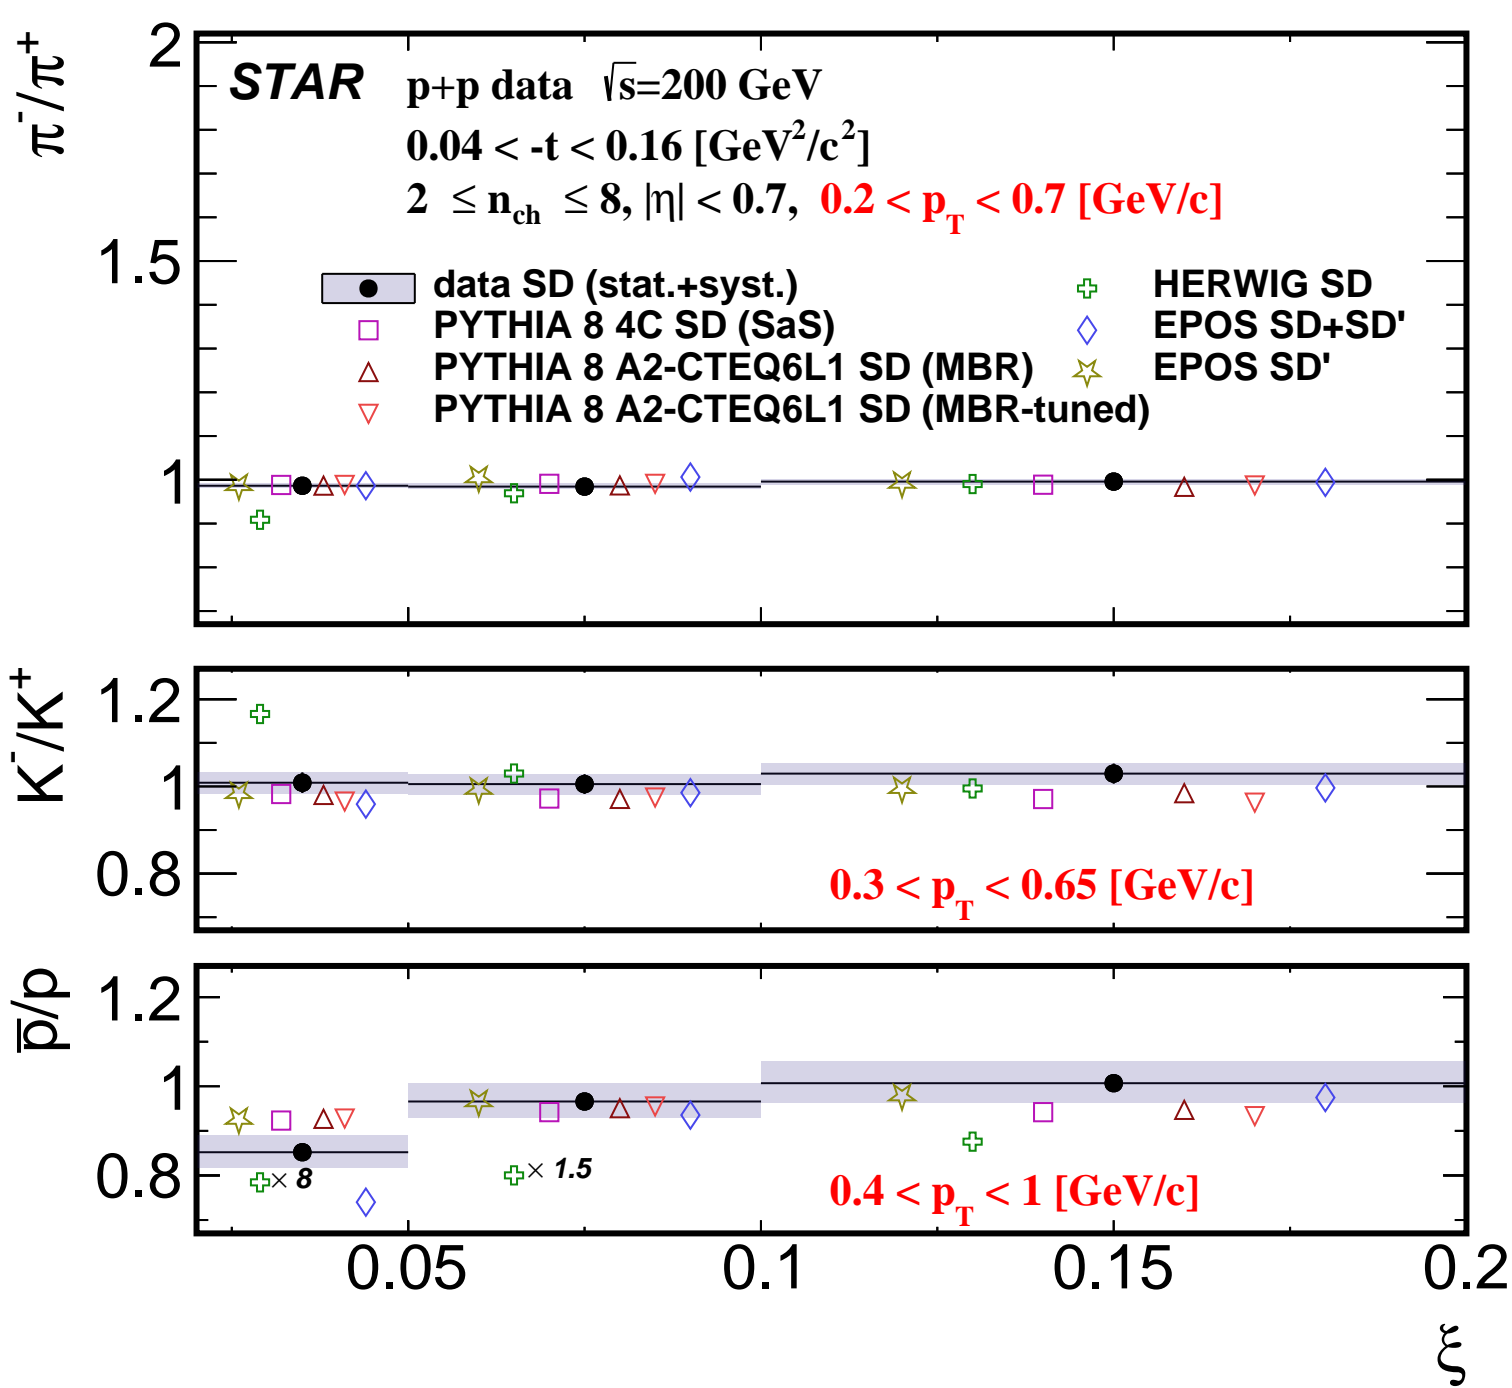 π⁻/π⁺
2
1.5
1
STAR p+p data √s=200 GeV
0.04 < -t < 0.16 [GeV²/c²]
2 ≤ n_ch ≤ 8, |η| < 0.7, 0.2 < p_T < 0.7 [GeV/c]
data SD (stat.+syst.)
PYTHIA 8 4C SD (SaS)
PYTHIA 8 A2-CTEQ6L1 SD (MBR)
PYTHIA 8 A2-CTEQ6L1 SD (MBR-tuned)
HERWIG SD
EPOS SD+SD'
EPOS SD'
K⁻/K⁺
1.2
1
0.8
0.3 < p_T < 0.65 [GeV/c]
p̅/p
1.2
1
0.8
× 8
× 1.5
0.4 < p_T < 1 [GeV/c]
0.05 0.1 0.15 0.2
ξ